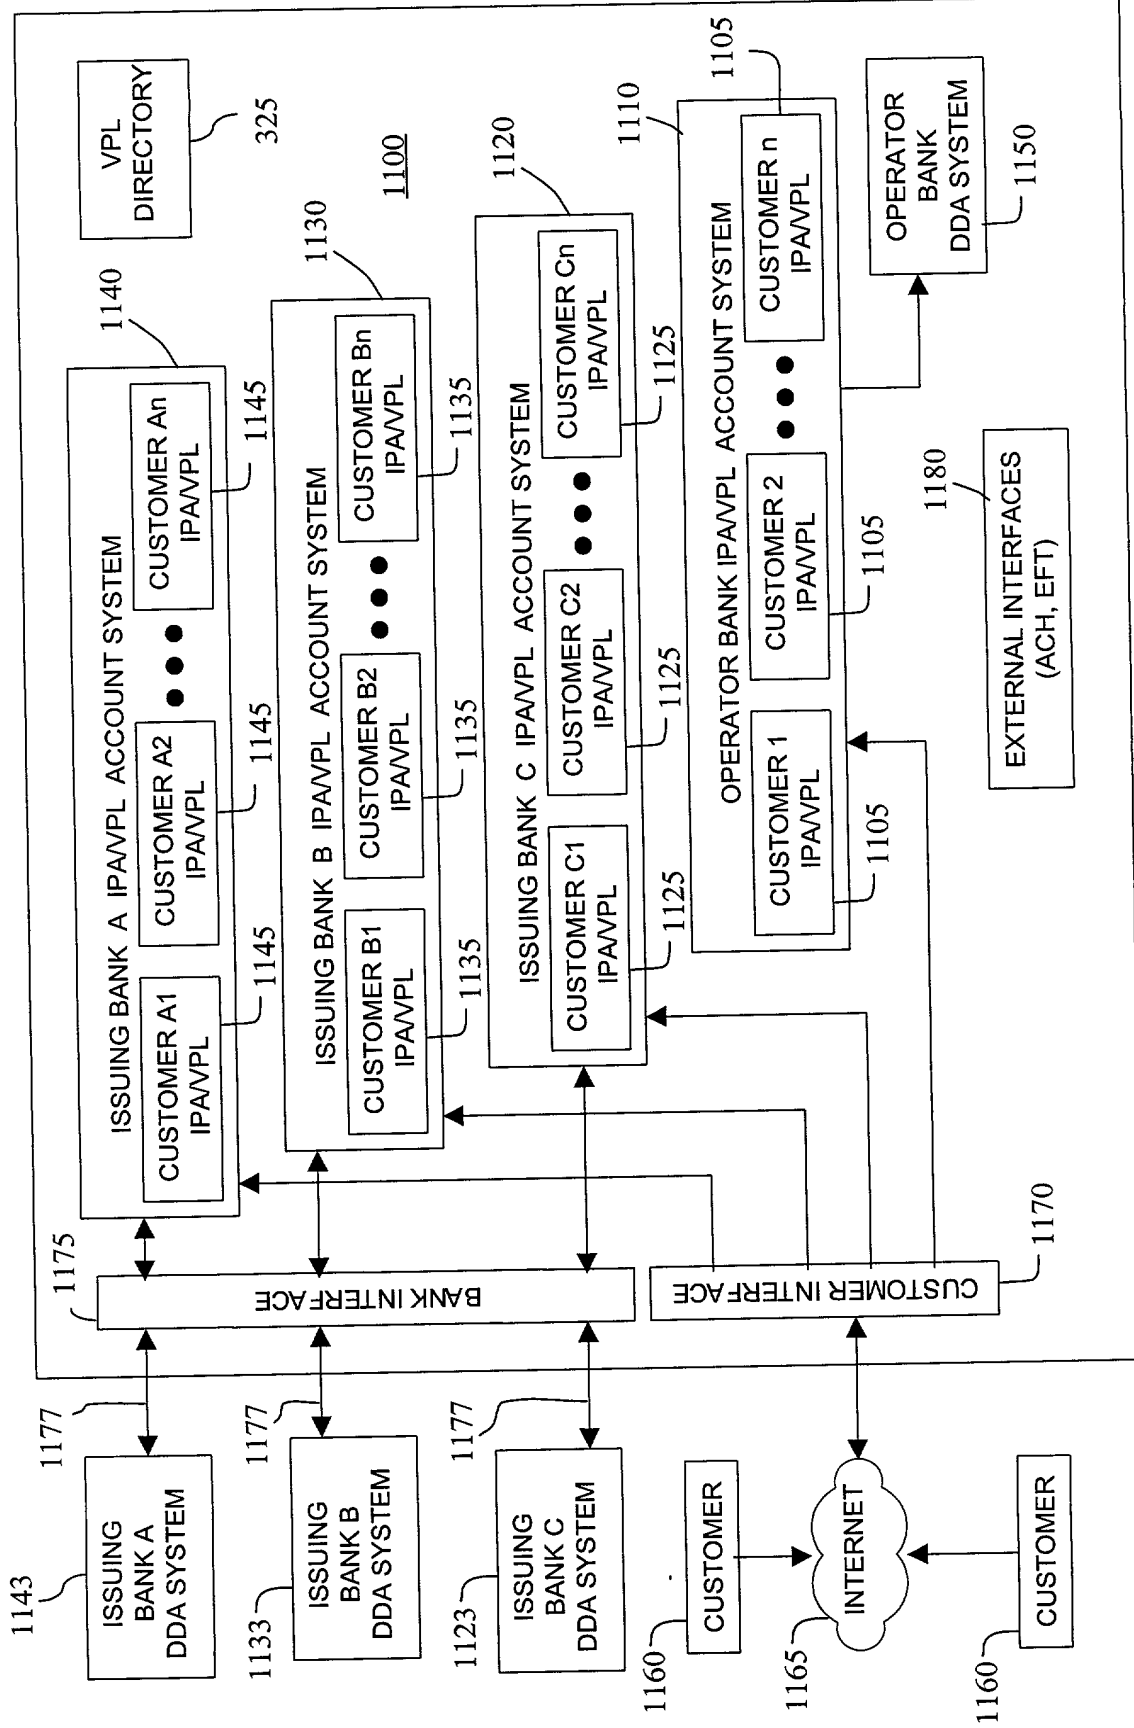 1143
ISSUING
BANK A
DDA SYSTEM
1177
1175
ISSUING BANK A IPA/VPL ACCOUNT SYSTEM
1140
CUSTOMER A1
IPA/VPL
1145
CUSTOMER A2
IPA/VPL
1145
CUSTOMER An
IPA/VPL
1145
VPL
DIRECTORY
325
1100
1133
ISSUING
BANK B
DDA SYSTEM
1177
BANK INTERFACE
ISSUING BANK B IPA/VPL ACCOUNT SYSTEM
1130
CUSTOMER B1
IPA/VPL
1135
CUSTOMER B2
IPA/VPL
1135
CUSTOMER Bn
IPA/VPL
1135
1123
ISSUING
BANK C
DDA SYSTEM
1177
ISSUING BANK C IPA/VPL ACCOUNT SYSTEM
1120
CUSTOMER C1
IPA/VPL
1125
CUSTOMER C2
IPA/VPL
1125
CUSTOMER Cn
IPA/VPL
1125
1160
CUSTOMER
1165
INTERNET
1160
CUSTOMER
CUSTOMER INTERFACE
1170
OPERATOR BANK IPA/VPL ACCOUNT SYSTEM
1110
CUSTOMER 1
IPA/VPL
1105
CUSTOMER 2
IPA/VPL
1105
CUSTOMER n
IPA/VPL
1105
OPERATOR
BANK
DDA SYSTEM
1150
EXTERNAL INTERFACES
(ACH, EFT)
1180